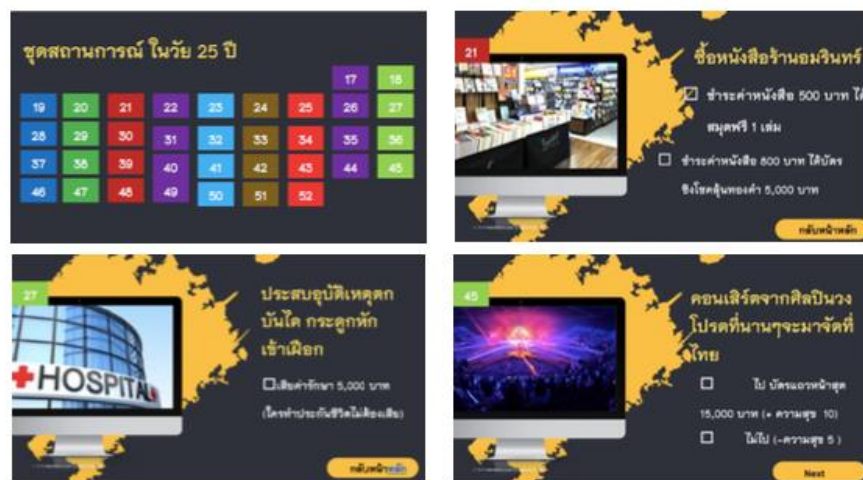 ชุดสถานการณ์ ในวัย 25 ปี
17 18
19 20 21 22 23 24 25 26 27
28 29 30 31 32 33 34 35 36
37 38 39 40 41 42 43 44 45
46 47 48 49 50 51 52
21
ซื้อหนังสือร้านอมรินทร์
ชำระค่าหนังสือ 500 บาท ได้
สมุดฟรี 1 เล่ม
ชำระค่าหนังสือ 800 บาท ได้บัตร
ชิงโชคลุ้นทองคำ 5,000 บาท
กลับหน้าหลัก
27
HOSPITAL
ประสบอุบัติเหตุตก
บันได กระดูกหัก
เข้าเฝือก
เสียค่ารักษา 5,000 บาท
(ใครทำประกันชีวิตไม่ต้องเสีย)
กลับหน้าหลัก
45
คอนเสิร์ตจากศิลปินวง
โปรดที่นานๆจะมาจัดที่
ไทย
ไป บัตรแถวหน้าสุด
15,000 บาท (+ ความสุข 10)
ไม่ไป (-ความสุข 5 )
Next